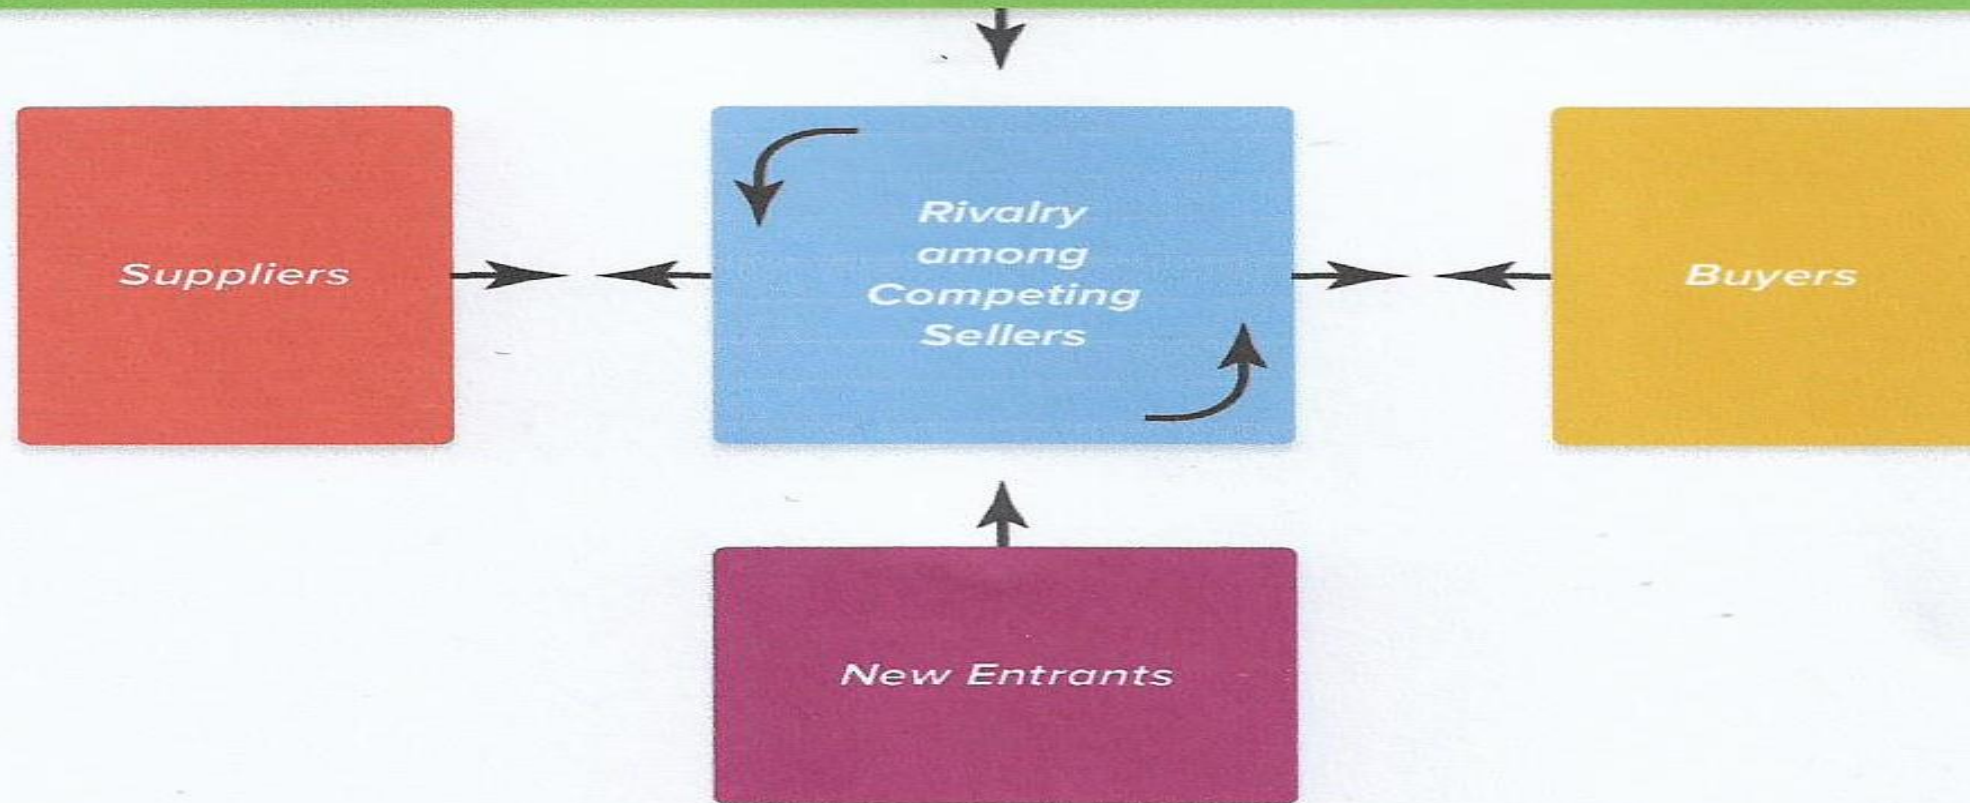 Suppliers
Rivalry
among
Competing
Sellers
Buyers
New Entrants